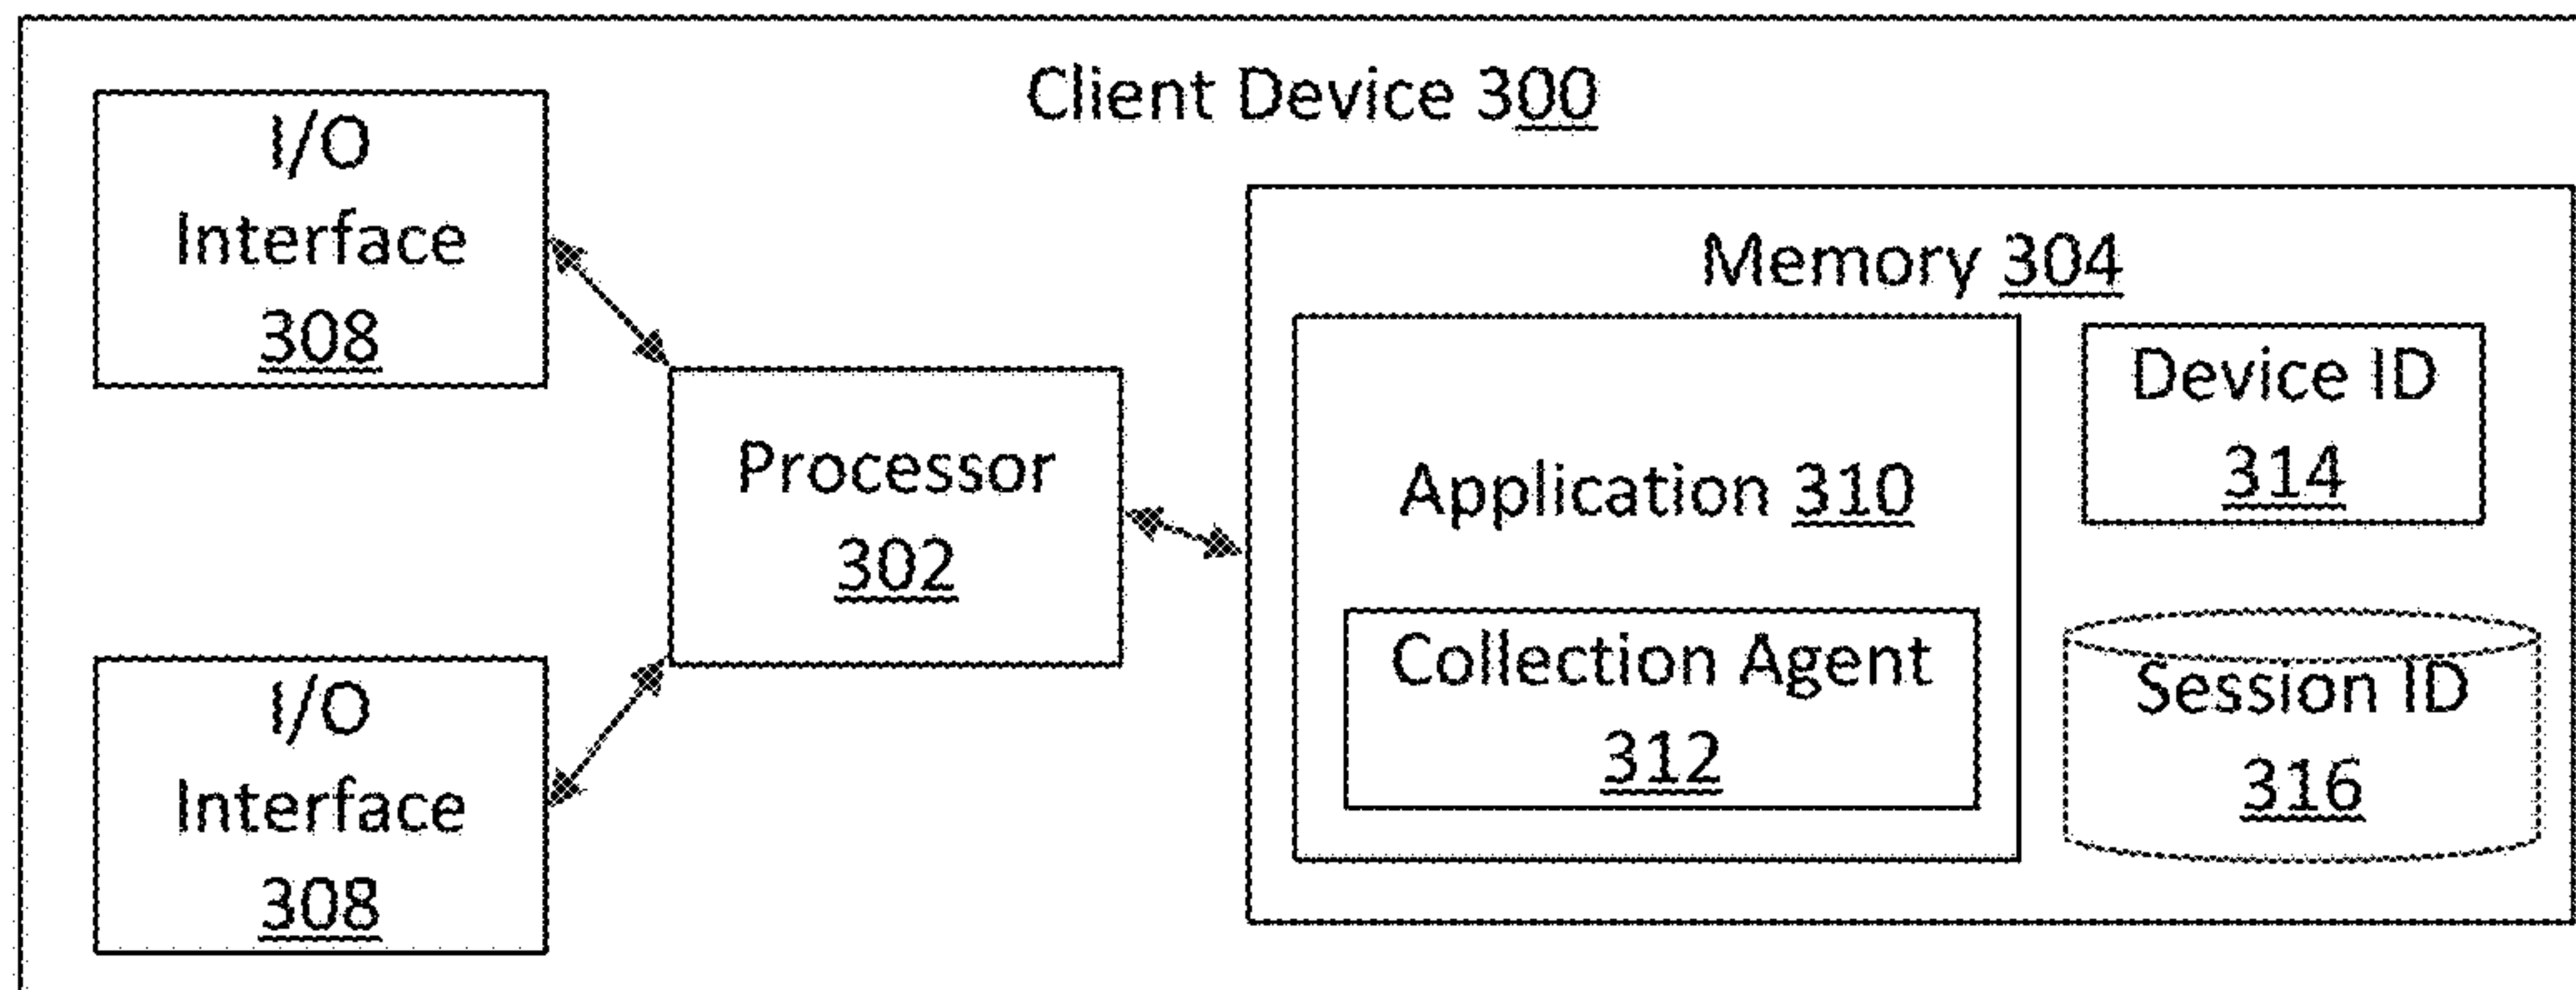 Client Device 300
I/O
Interface
308
Memory 304
Device ID
314
Processor
302
Application 310
Collection Agent
312
Session ID
316
I/O
Interface
308